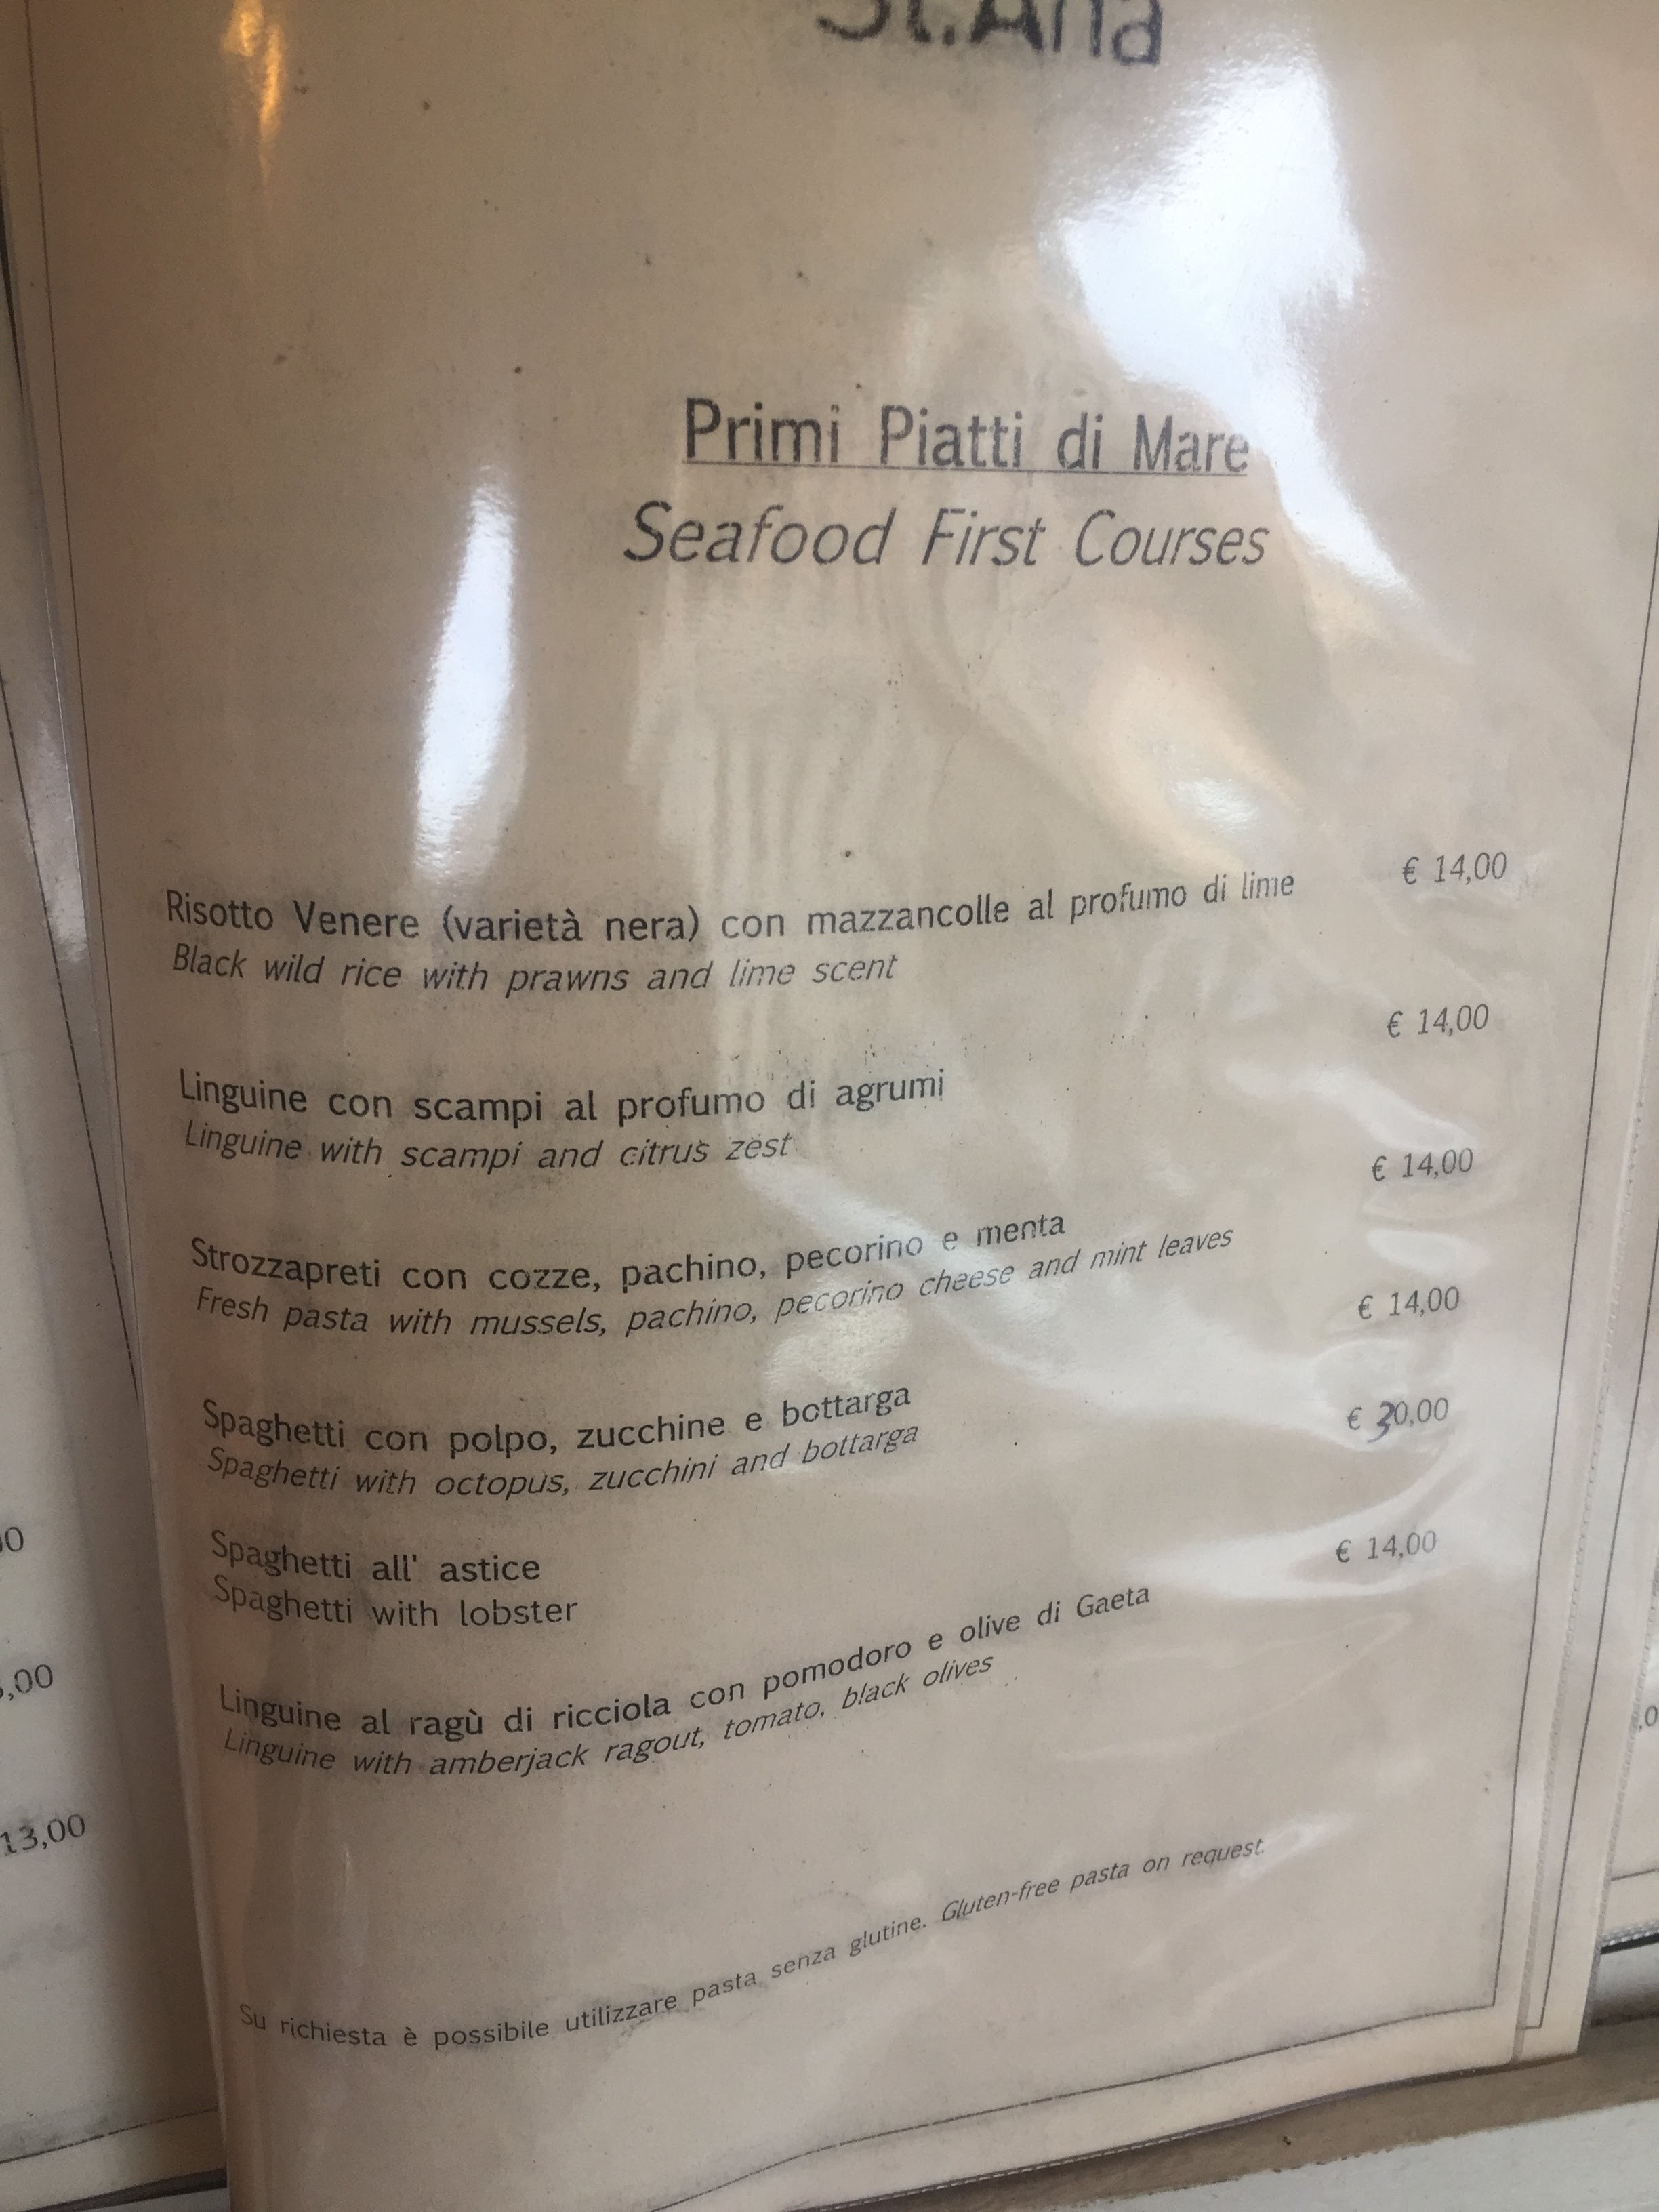 St.Ana
Primi Piatti di Mare
Seafood First Courses
Risotto Venere (varietà nera) con mazzancolle al profumo di lime € 14,00
Black wild rice with prawns and lime scent
Linguine con scampi al profumo di agrumi € 14,00
Linguine with scampi and citrus zest
Strozzapreti con cozze, pachino, pecorino e menta € 14,00
Fresh pasta with mussels, pachino, pecorino cheese and mint leaves
Spaghetti con polpo, zucchine e bottarga € 14,00
Spaghetti with octopus, zucchini and bottarga
Spaghetti all' astice € 30,00
Spaghetti with lobster
Linguine al ragù di ricciola con pomodoro e olive di Gaeta € 14,00
Linguine with amberjack ragout, tomato, black olives
Su richiesta è possibile utilizzare pasta senza glutine. Gluten-free pasta on request.
13,00